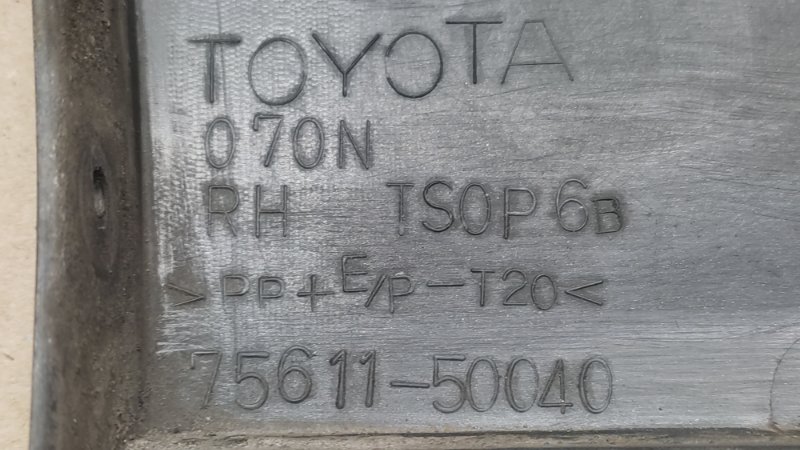 TOYOTA
070N
RH TSOP6B
>PP+E/P-T20<
75611-50040